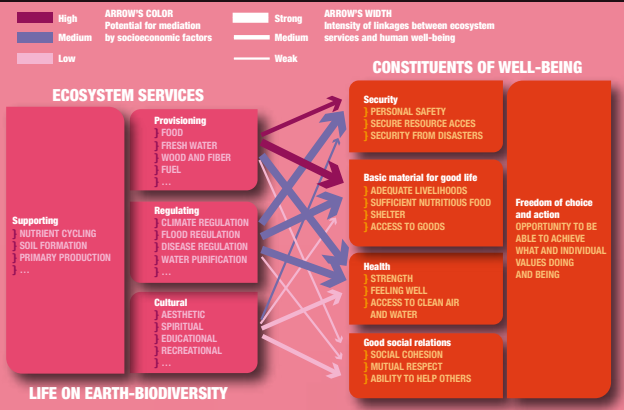 High
Medium
Low
ARROW'S COLOR
Potential for mediation
by socioeconomic factors
Strong
Medium
Weak
ARROW'S WIDTH
Intensity of linkages between ecosystem
services and human well-being
ECOSYSTEM SERVICES
CONSTITUENTS OF WELL-BEING
Supporting
} NUTRIENT CYCLING
} SOIL FORMATION
} PRIMARY PRODUCTION
} ...
Provisioning
} FOOD
} FRESH WATER
} WOOD AND FIBER
} FUEL
} ...
Regulating
} CLIMATE REGULATION
} FLOOD REGULATION
} DISEASE REGULATION
} WATER PURIFICATION
} ...
Cultural
} AESTHETIC
} SPIRITUAL
} EDUCATIONAL
} RECREATIONAL
} ...
Security
} PERSONAL SAFETY
} SECURE RESOURCE ACCES
} SECURITY FROM DISASTERS
Basic material for good life
} ADEQUATE LIVELIHOODS
} SUFFICIENT NUTRITIOUS FOOD
} SHELTER
} ACCESS TO GOODS
Health
} STRENGTH
} FEELING WELL
} ACCESS TO CLEAN AIR
AND WATER
Good social relations
} SOCIAL COHESION
} MUTUAL RESPECT
} ABILITY TO HELP OTHERS
Freedom of choice
and action
OPPORTUNITY TO BE
ABLE TO ACHIEVE
WHAT AND INDIVIDUAL
VALUES DOING
AND BEING
LIFE ON EARTH-BIODIVERSITY